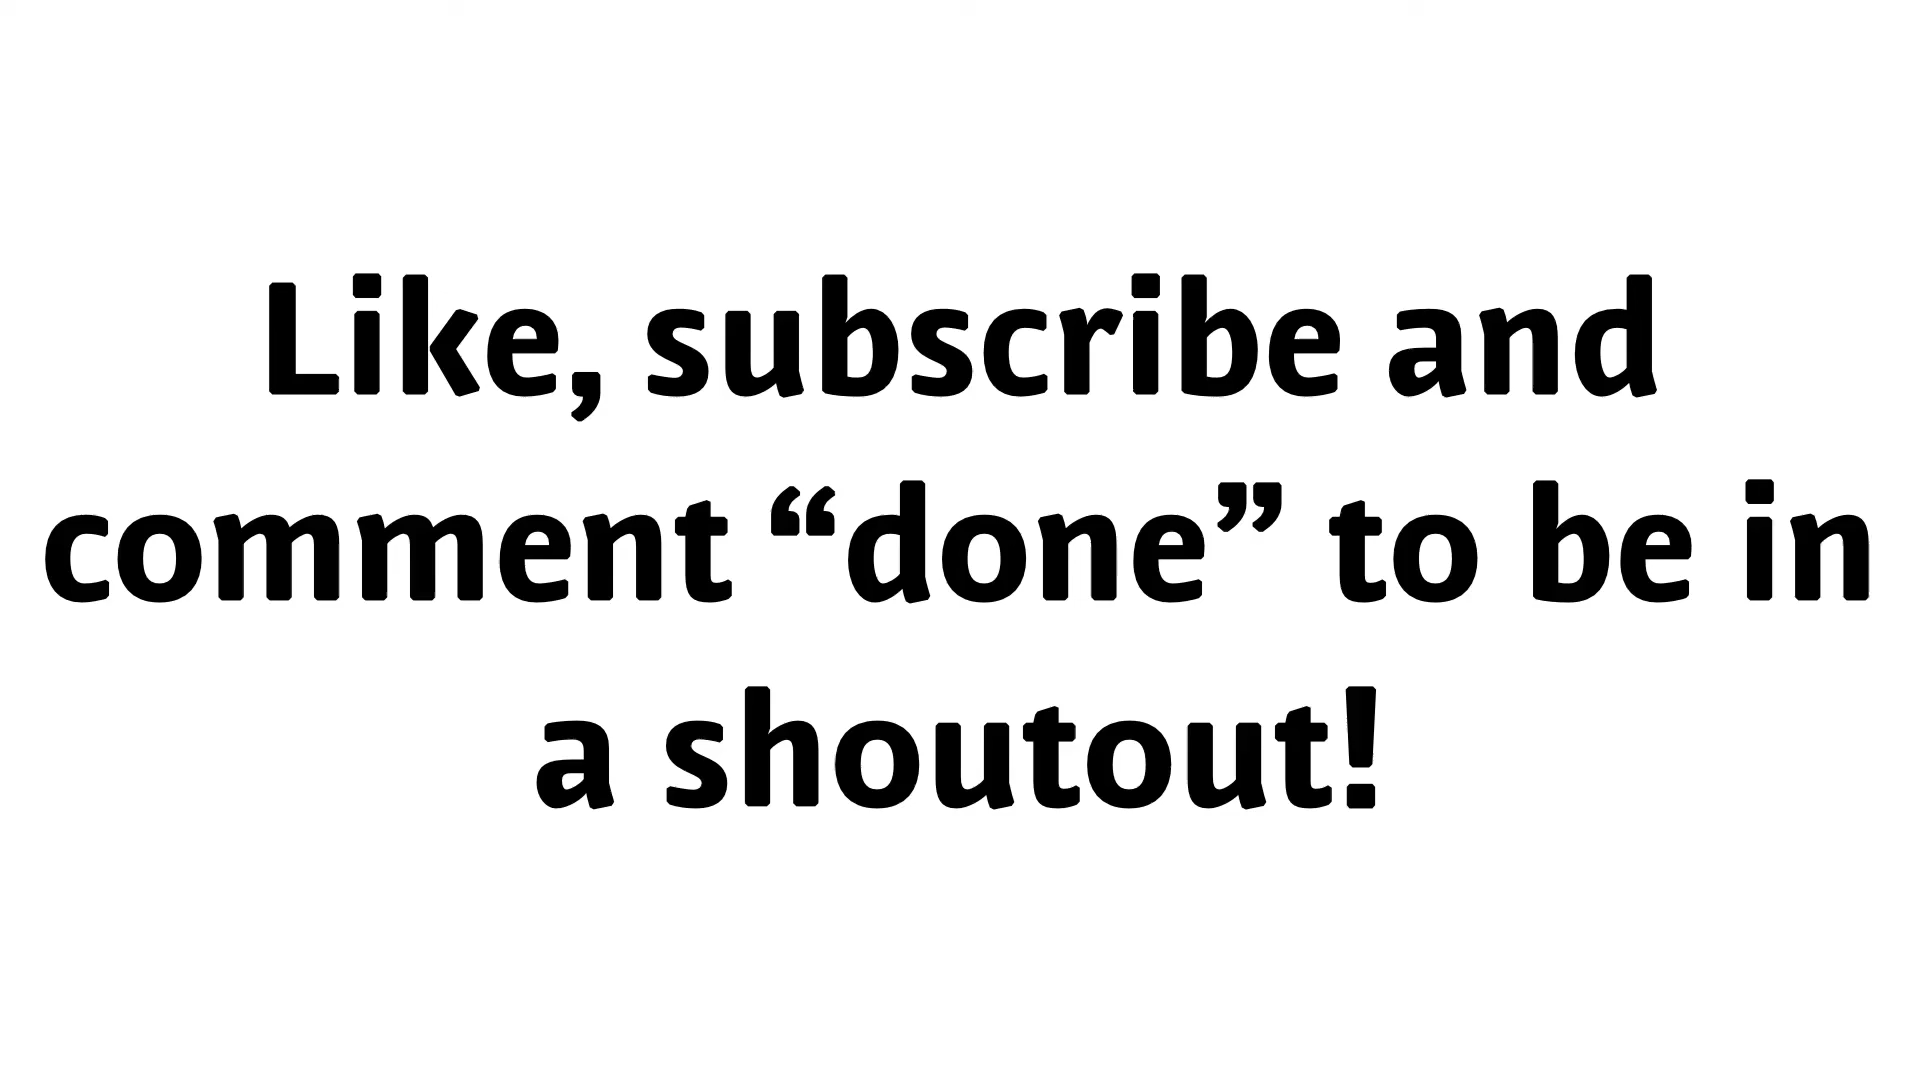 Like, subscribe and
comment “done” to be in
a shoutout!